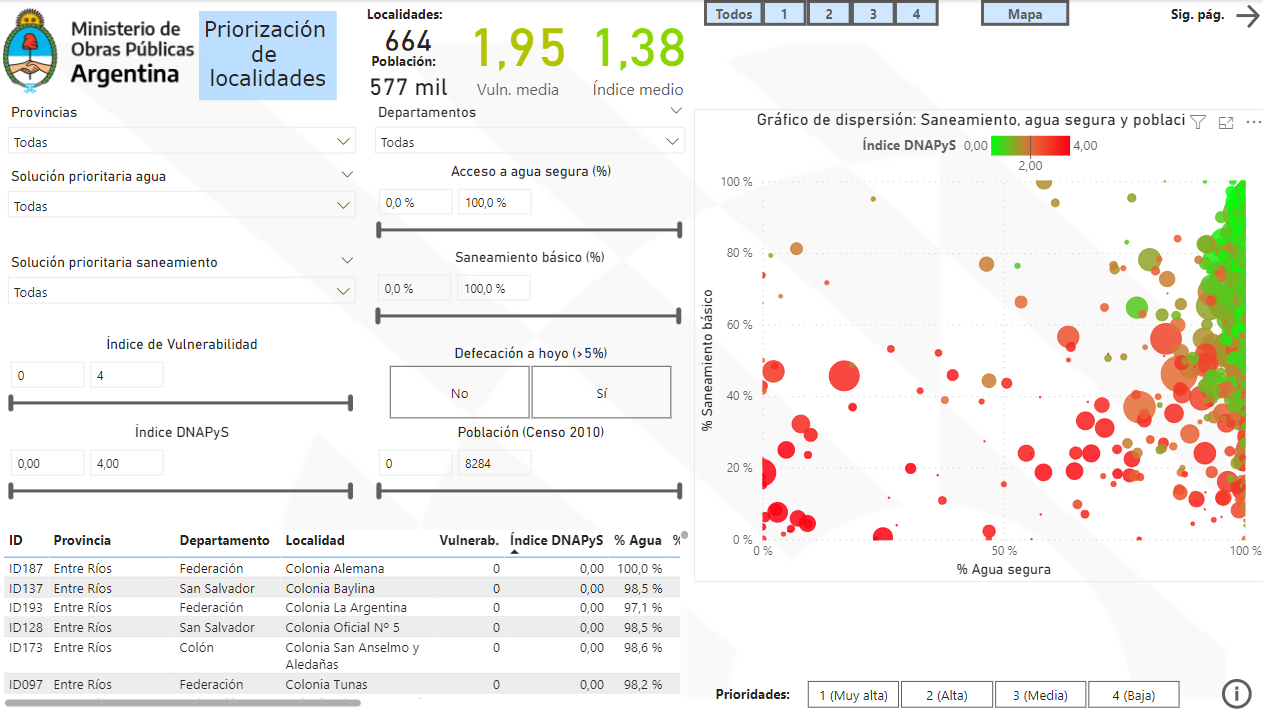 Ministerio de
Obras Públicas
Argentina
Priorización
de
localidades
Localidades:
664
Población:
577 mil
1,95
Vuln. media
1,38
Índice medio
Todos
1
2
3
4
Mapa
Sig. pág.
Provincias
Todas
Departamentos
Todas
Solución prioritaria agua
Todas
Acceso a agua segura (%)
0,0 %
100,0 %
Solución prioritaria saneamiento
Todas
Saneamiento básico (%)
0,0 %
100,0 %
Índice de Vulnerabilidad
0
4
Defecación a hoyo (>5%)
No
Sí
Índice DNAPyS
0,00
4,00
Población (Censo 2010)
0
8284
Gráfico de dispersión: Saneamiento, agua segura y poblaci
Índice DNAPyS 0,00 4,00
2,00
100 %
80 %
60 %
40 %
20 %
0 %
% Saneamiento básico
0 % 50 % 100 %
% Agua segura
ID Provincia Departamento Localidad Vulnerab. Índice DNAPyS % Agua %
ID187 Entre Ríos Federación Colonia Alemana 0 0,00 100,0 %
ID137 Entre Ríos San Salvador Colonia Baylina 0 0,00 98,5 %
ID193 Entre Ríos Federación Colonia La Argentina 0 0,00 97,1 %
ID128 Entre Ríos San Salvador Colonia Oficial Nº 5 0 0,00 98,5 %
ID173 Entre Ríos Colón Colonia San Anselmo y 0 0,00 98,6 %
Aledañas
ID097 Entre Ríos Federación Colonia Tunas 0 0,00 98,2 %
Prioridades:
1 (Muy alta)
2 (Alta)
3 (Media)
4 (Baja)